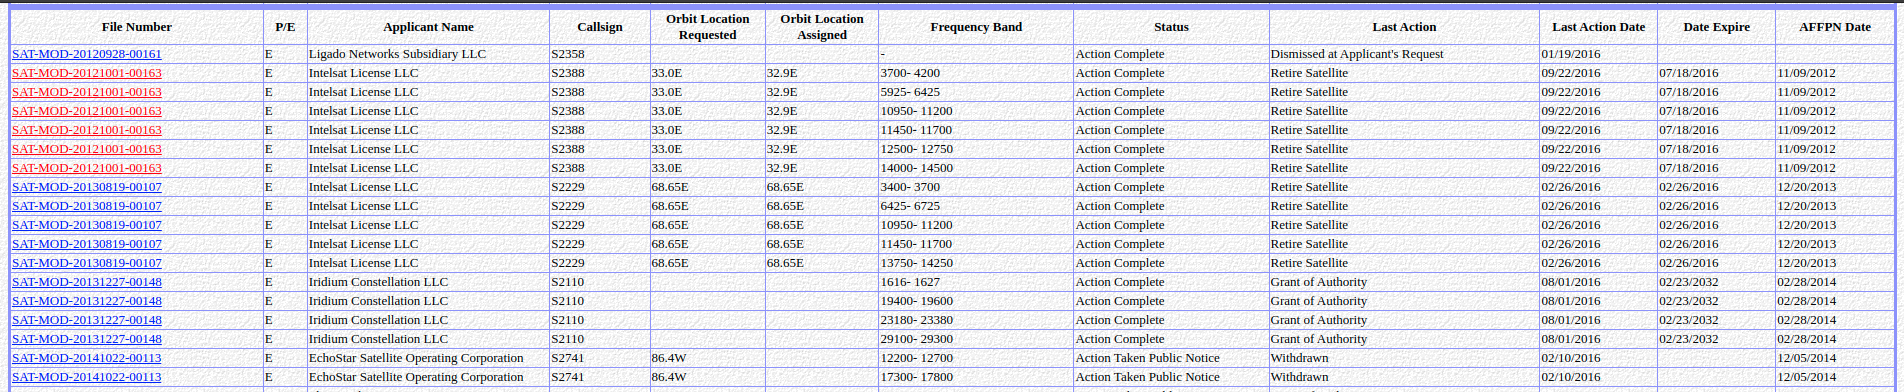 File Number P/E Applicant Name Callsign Orbit Location Requested Orbit Location Assigned Frequency Band Status Last Action Last Action Date Date Expire AFFPN Date
SAT-MOD-20120928-00161 E Ligado Networks Subsidiary LLC S2358 - Action Complete Dismissed at Applicant's Request 01/19/2016
SAT-MOD-20121001-00163 E Intelsat License LLC S2388 33.0E 32.9E 3700- 4200 Action Complete Retire Satellite 09/22/2016 07/18/2016 11/09/2012
SAT-MOD-20121001-00163 E Intelsat License LLC S2388 33.0E 32.9E 5925- 6425 Action Complete Retire Satellite 09/22/2016 07/18/2016 11/09/2012
SAT-MOD-20121001-00163 E Intelsat License LLC S2388 33.0E 32.9E 10950- 11200 Action Complete Retire Satellite 09/22/2016 07/18/2016 11/09/2012
SAT-MOD-20121001-00163 E Intelsat License LLC S2388 33.0E 32.9E 11450- 11700 Action Complete Retire Satellite 09/22/2016 07/18/2016 11/09/2012
SAT-MOD-20121001-00163 E Intelsat License LLC S2388 33.0E 32.9E 12500- 12750 Action Complete Retire Satellite 09/22/2016 07/18/2016 11/09/2012
SAT-MOD-20121001-00163 E Intelsat License LLC S2388 33.0E 32.9E 14000- 14500 Action Complete Retire Satellite 09/22/2016 07/18/2016 11/09/2012
SAT-MOD-20130819-00107 E Intelsat License LLC S2229 68.65E 68.65E 3400- 3700 Action Complete Retire Satellite 02/26/2016 02/26/2016 12/20/2013
SAT-MOD-20130819-00107 E Intelsat License LLC S2229 68.65E 68.65E 6425- 6725 Action Complete Retire Satellite 02/26/2016 02/26/2016 12/20/2013
SAT-MOD-20130819-00107 E Intelsat License LLC S2229 68.65E 68.65E 10950- 11200 Action Complete Retire Satellite 02/26/2016 02/26/2016 12/20/2013
SAT-MOD-20130819-00107 E Intelsat License LLC S2229 68.65E 68.65E 11450- 11700 Action Complete Retire Satellite 02/26/2016 02/26/2016 12/20/2013
SAT-MOD-20130819-00107 E Intelsat License LLC S2229 68.65E 68.65E 13750- 14250 Action Complete Retire Satellite 02/26/2016 02/26/2016 12/20/2013
SAT-MOD-20131227-00148 E Iridium Constellation LLC S2110 1616- 1627 Action Complete Grant of Authority 08/01/2016 02/23/2032 02/28/2014
SAT-MOD-20131227-00148 E Iridium Constellation LLC S2110 19400- 19600 Action Complete Grant of Authority 08/01/2016 02/23/2032 02/28/2014
SAT-MOD-20131227-00148 E Iridium Constellation LLC S2110 23180- 23380 Action Complete Grant of Authority 08/01/2016 02/23/2032 02/28/2014
SAT-MOD-20131227-00148 E Iridium Constellation LLC S2110 29100- 29300 Action Complete Grant of Authority 08/01/2016 02/23/2032 02/28/2014
SAT-MOD-20141022-00113 E EchoStar Satellite Operating Corporation S2741 86.4W 12200- 12700 Action Taken Public Notice Withdrawn 02/10/2016 12/05/2014
SAT-MOD-20141022-00113 E EchoStar Satellite Operating Corporation S2741 86.4W 17300- 17800 Action Taken Public Notice Withdrawn 02/10/2016 12/05/2014